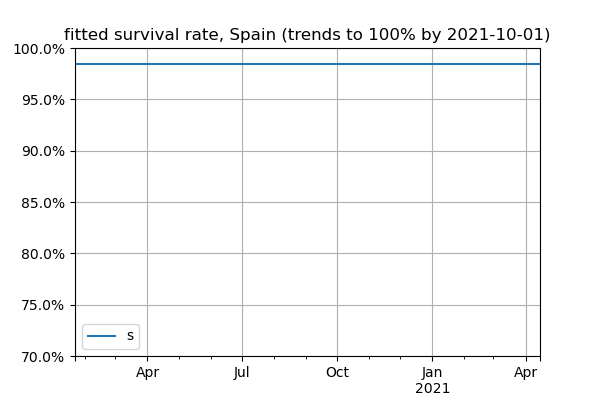 fitted survival rate, Spain (trends to 100% by 2021-10-01)
100.0%
95.0%
90.0%
85.0%
80.0%
75.0%
70.0%
s
Apr Jul Oct Jan Apr
2021